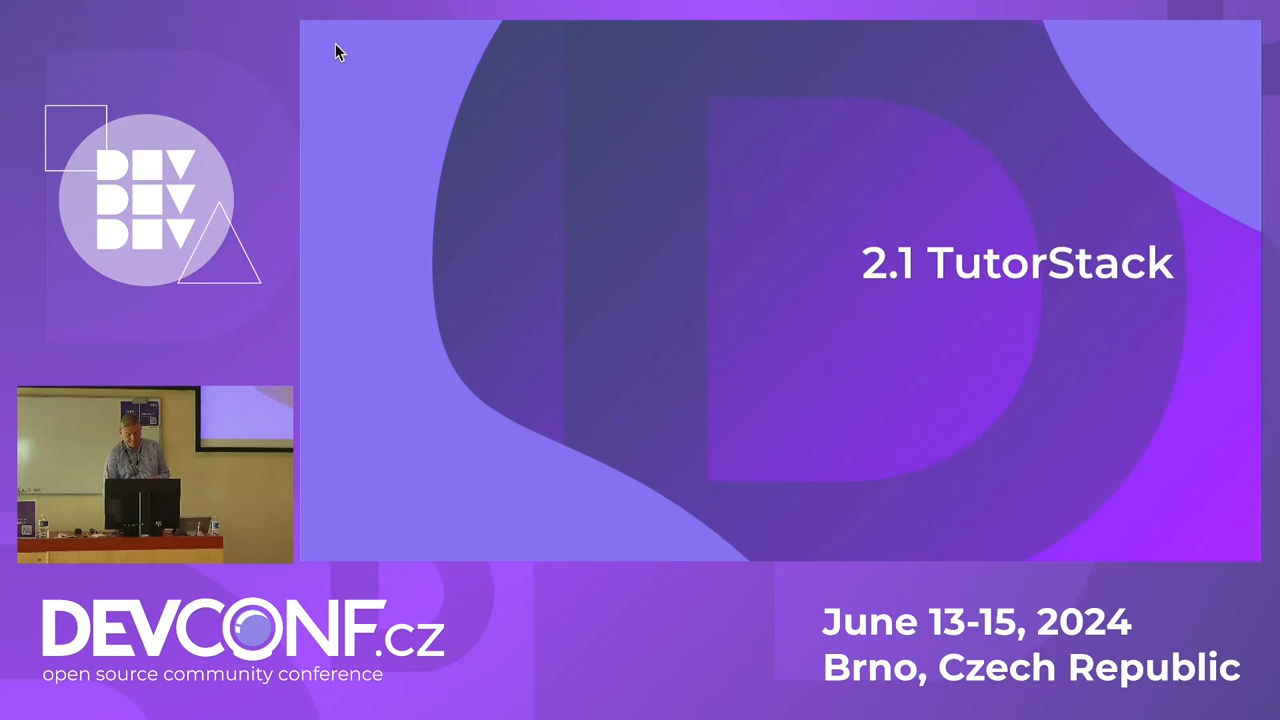 DEV
DEV
DEV
2.1 TutorStack
DEVCONF.cz
open source community conference
June 13-15, 2024
Brno, Czech Republic